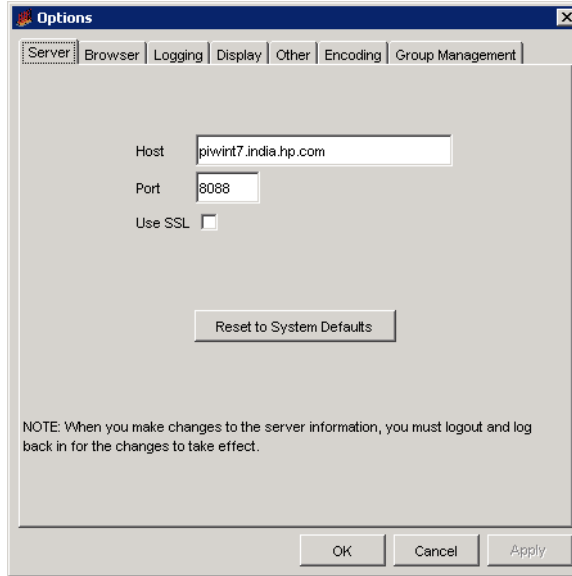 Options
Server Browser Logging Display Other Encoding Group Management
Host piwint7.india.hp.com
Port 8088
Use SSL
Reset to System Defaults
NOTE: When you make changes to the server information, you must logout and log
back in for the changes to take effect.
OK Cancel Apply